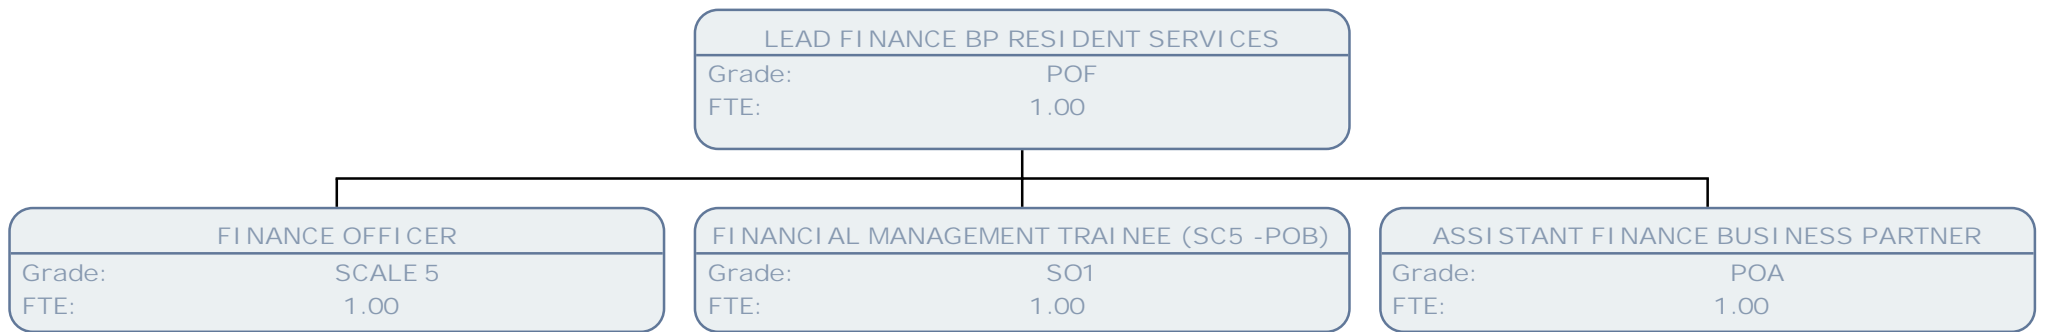 LEAD FINANCE BP RESIDENT SERVICES
Grade: POF
FTE: 1.00
FINANCE OFFICER
Grade: SCALE 5
FTE: 1.00
FINANCIAL MANAGEMENT TRAINEE (SC5 -POB)
Grade: SO1
FTE: 1.00
ASSISTANT FINANCE BUSINESS PARTNER
Grade: POA
FTE: 1.00